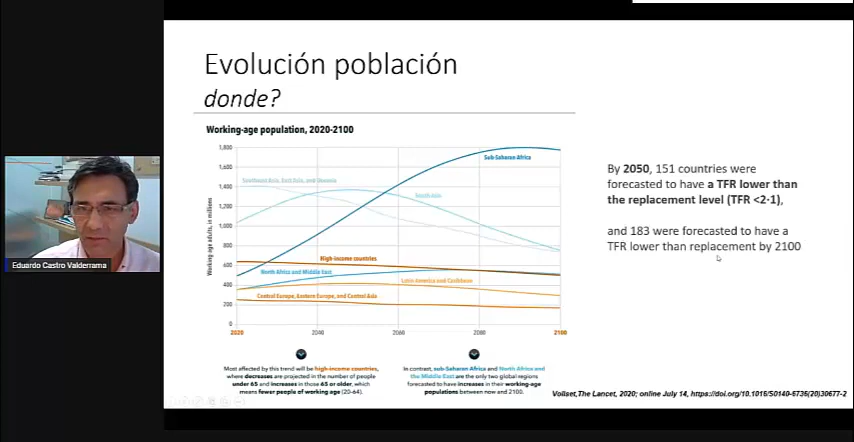 Evolución población
donde?
Working-age population, 2020-2100
1,800
1,600
1,400
1,200
1,000
800
600
400
200
0
Working age adults, in millions
Sub-Saharan Africa
Southeast Asia, East Asia, and Oceania
South Asia
High-income countries
North Africa and Middle East
Latin America and Caribbean
Central Europe, Eastern Europe, and Central Asia
2020
2040
2060
2080
2100
Most affected by this trend will be high-income countries,
where decreases are projected in the number of people
under 65 and increases in those 65 or older, which
means fewer people of working age (20-64).
In contrast, sub-Saharan Africa and North Africa and
the Middle East are the only two global regions
forecasted to have increases in their working-age
populations between now and 2100.
By 2050, 151 countries were
forecasted to have a TFR lower than
the replacement level (TFR <2·1),
and 183 were forecasted to have a
TFR lower than replacement by 2100
Vollset,The Lancet, 2020; online July 14, https://doi.org/10.1016/S0140-6736(20)30677-2
Eduardo Castro Valderrama